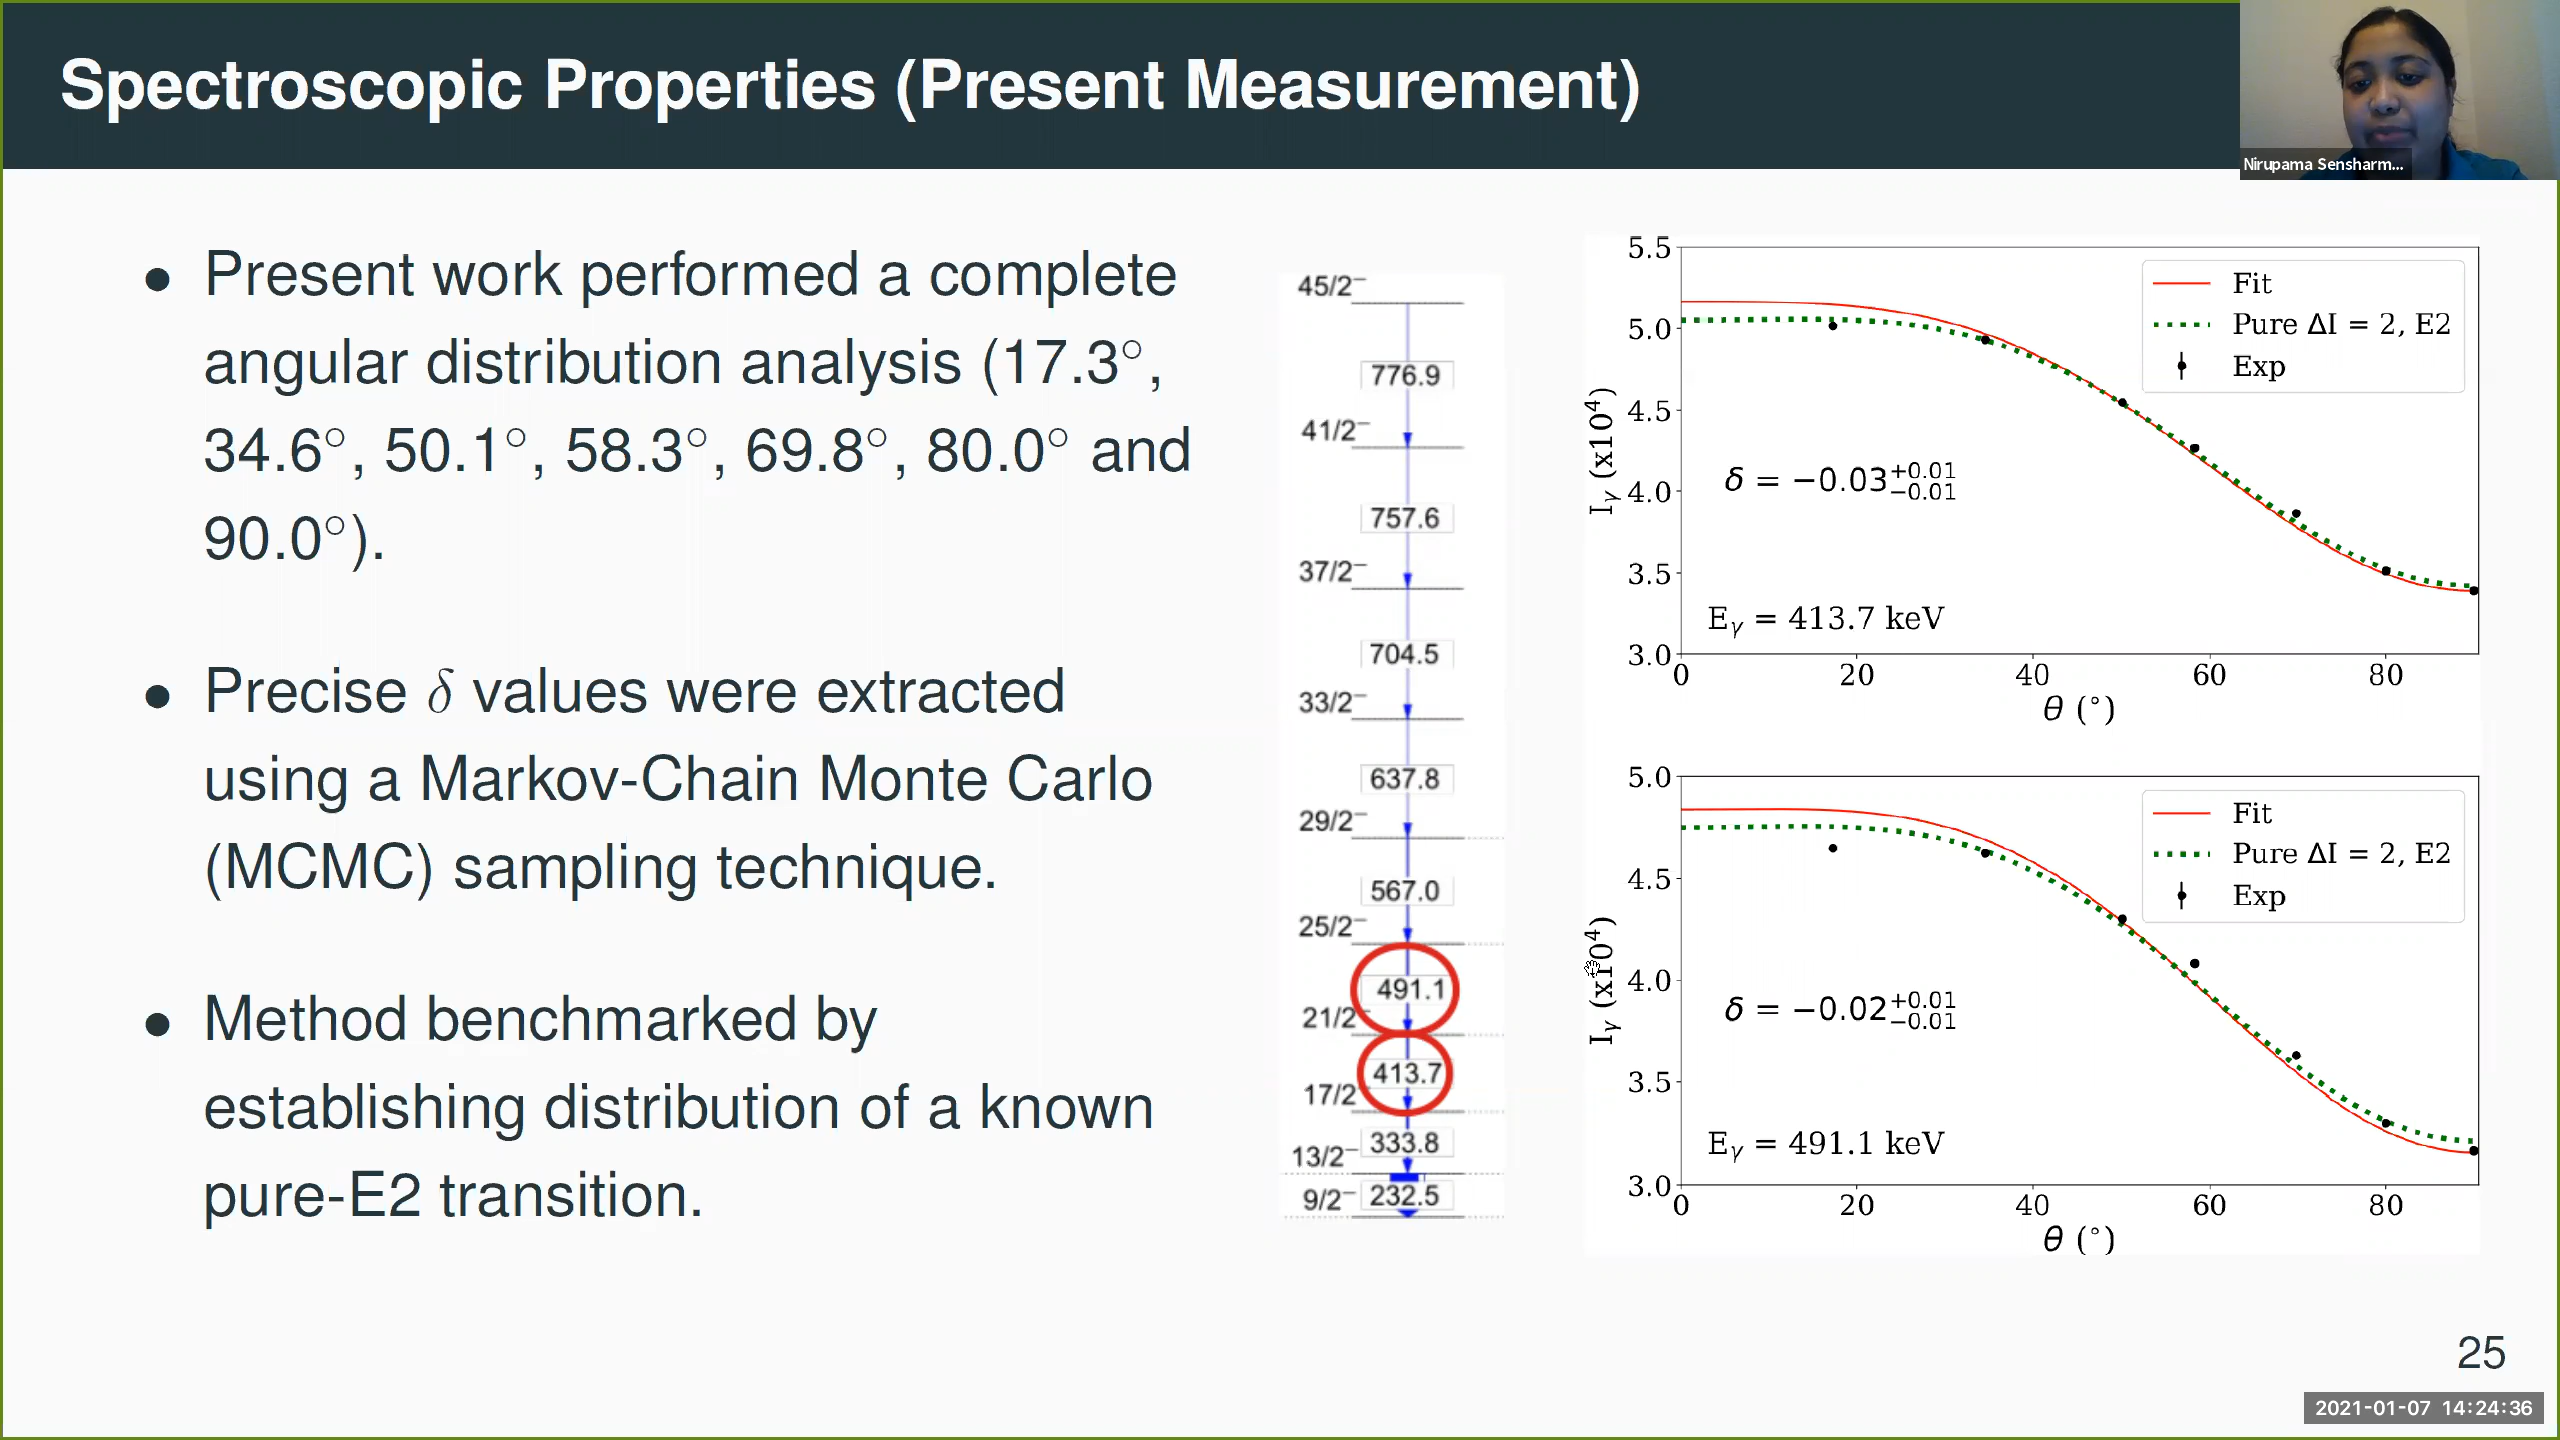 Spectroscopic Properties (Present Measurement)
Nirupama Sensharm...
• Present work performed a complete
angular distribution analysis (17.3°,
34.6°, 50.1°, 58.3°, 69.8°, 80.0° and
90.0°).
• Precise δ values were extracted
using a Markov-Chain Monte Carlo
(MCMC) sampling technique.
• Method benchmarked by
establishing distribution of a known
pure-E2 transition.
45/2⁻
776.9
41/2⁻
757.6
37/2⁻
704.5
33/2⁻
637.8
29/2⁻
567.0
25/2⁻
491.1
21/2⁻
413.7
17/2
333.8
13/2⁻
232.5
9/2⁻
5.5
5.0
4.5
4.0
3.5
3.0
Iγ (x10⁴)
Fit
Pure ΔI = 2, E2
Exp
δ = −0.03 +0.01 −0.01
Eγ = 413.7 keV
0 20 40 60 80
θ (°)
5.0
4.5
4.0
3.5
3.0
Iγ (x10⁴)
Fit
Pure ΔI = 2, E2
Exp
δ = −0.02 +0.01 −0.01
Eγ = 491.1 keV
0 20 40 60 80
θ (°)
25
2021-01-07 14:24:36